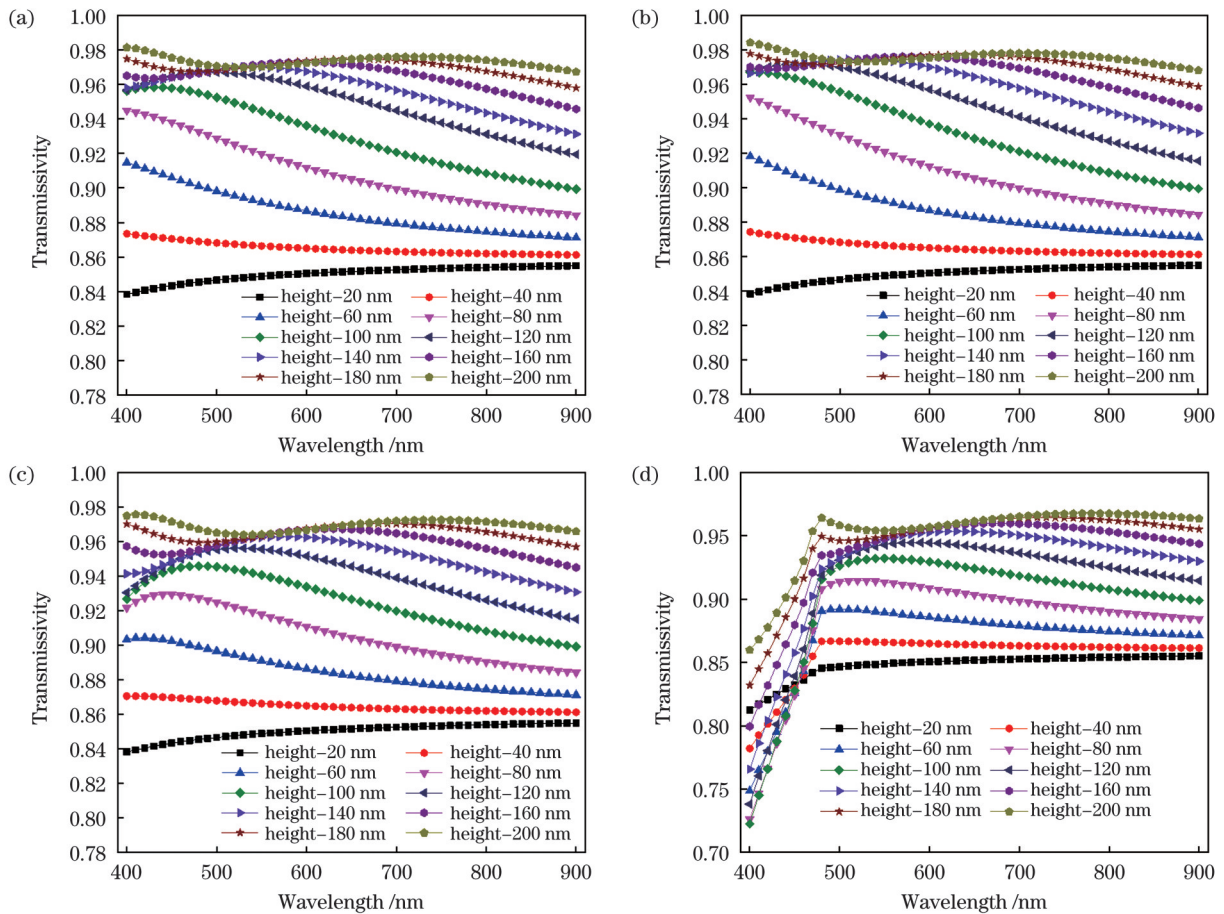 (a)
1.00
0.98
0.96
0.94
0.92
0.90
0.88
0.86
0.84
0.82
0.80
0.78
Transmissivity
height–20 nm height–40 nm
height–60 nm height–80 nm
height–100 nm height–120 nm
height–140 nm height–160 nm
height–180 nm height–200 nm
400 500 600 700 800 900
Wavelength /nm
(b)
1.00
0.98
0.96
0.94
0.92
0.90
0.88
0.86
0.84
0.82
0.80
0.78
Transmissivity
height–20 nm height–40 nm
height–60 nm height–80 nm
height–100 nm height–120 nm
height–140 nm height–160 nm
height–180 nm height–200 nm
400 500 600 700 800 900
Wavelength /nm
(c)
1.00
0.98
0.96
0.94
0.92
0.90
0.88
0.86
0.84
0.82
0.80
0.78
Transmissivity
height–20 nm height–40 nm
height–60 nm height–80 nm
height–100 nm height–120 nm
height–140 nm height–160 nm
height–180 nm height–200 nm
400 500 600 700 800 900
Wavelength /nm
(d)
1.00
0.95
0.90
0.85
0.80
0.75
0.70
Transmissivity
height–20 nm height–40 nm
height–60 nm height–80 nm
height–100 nm height–120 nm
height–140 nm height–160 nm
height–180 nm height–200 nm
400 500 600 700 800 900
Wavelength /nm